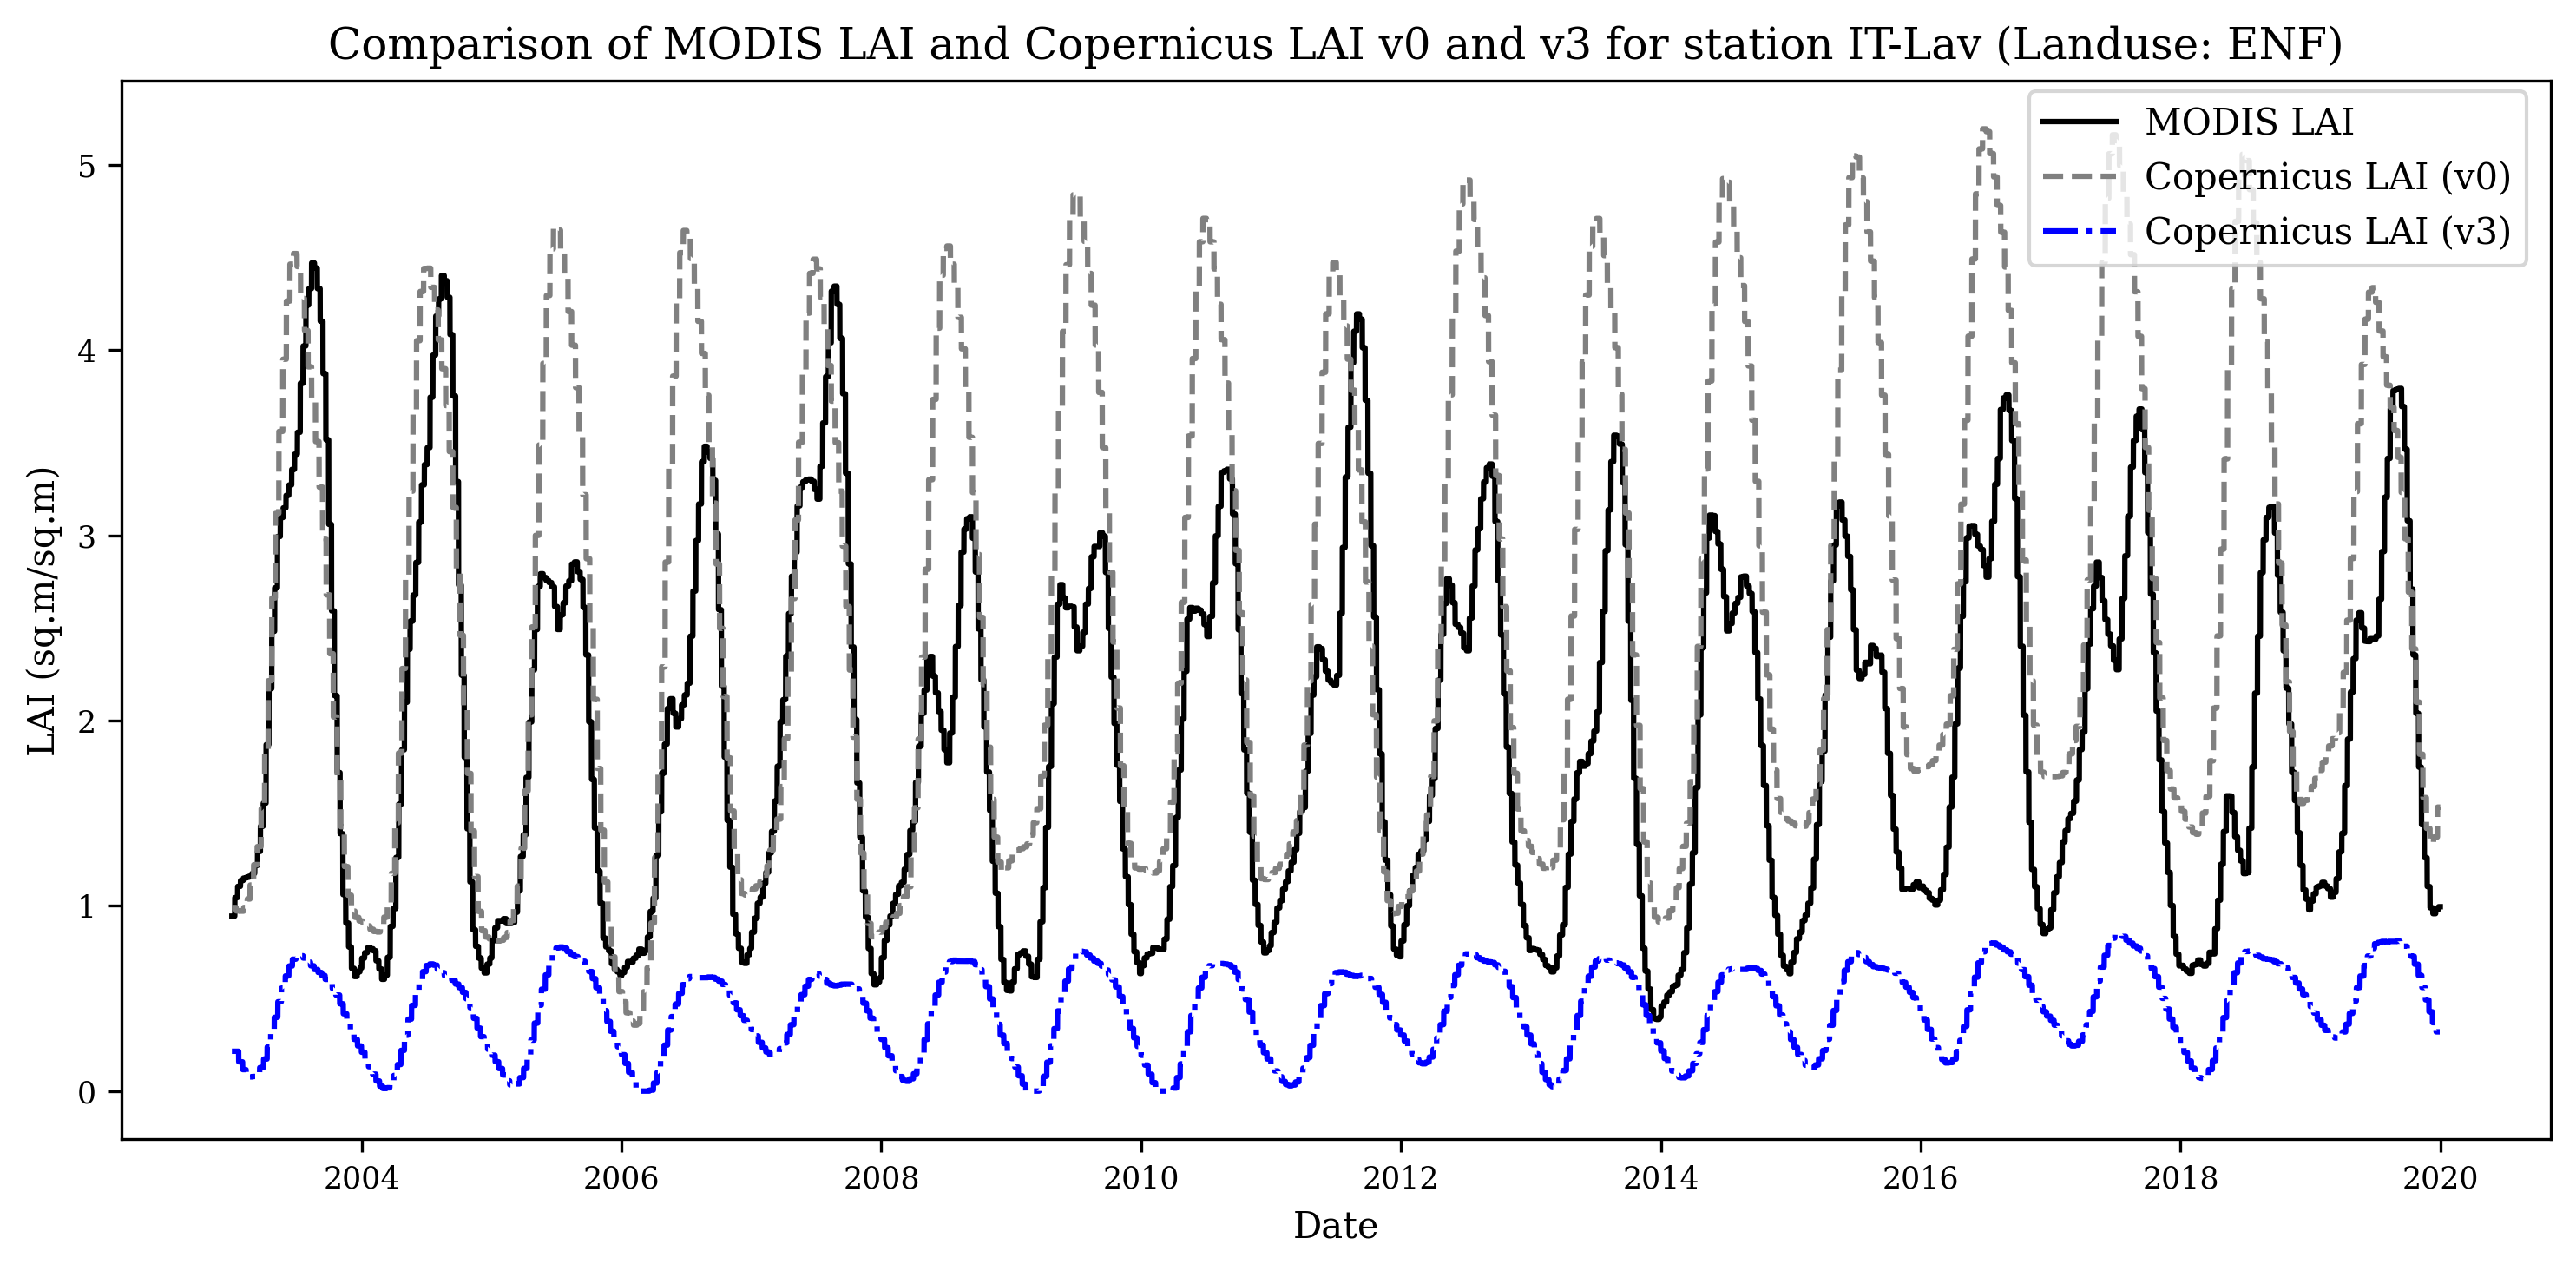 Comparison of MODIS LAI and Copernicus LAI v0 and v3 for station IT-Lav (Landuse: ENF)
MODIS LAI
Copernicus LAI (v0)
Copernicus LAI (v3)
LAI (sq.m/sq.m)
5
4
3
2
1
0
2004 2006 2008 2010 2012 2014 2016 2018 2020
Date